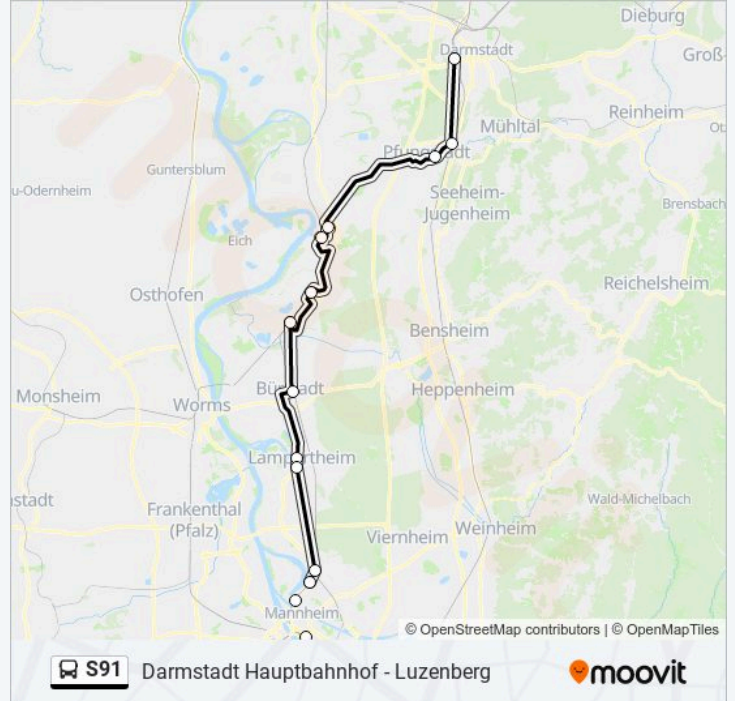 Dieburg
Darmstadt
Groß-
Reinheim
Mühltal
Ot.
Pfungstadt
Guntersblum
u-Odernheim
Seeheim-
Jugenheim
Brensbach
Eich
Reichelsheim
Osthofen
Bensheim
Bürstadt
Heppenheim
Monsheim
Worms
Lampertheim
stadt
Wald-Michelbach
Frankenthal
(Pfalz)
Weinheim
Viernheim
Mannheim
© OpenStreetMap contributors | © OpenMapTiles
S91 Darmstadt Hauptbahnhof - Luzenberg moovit